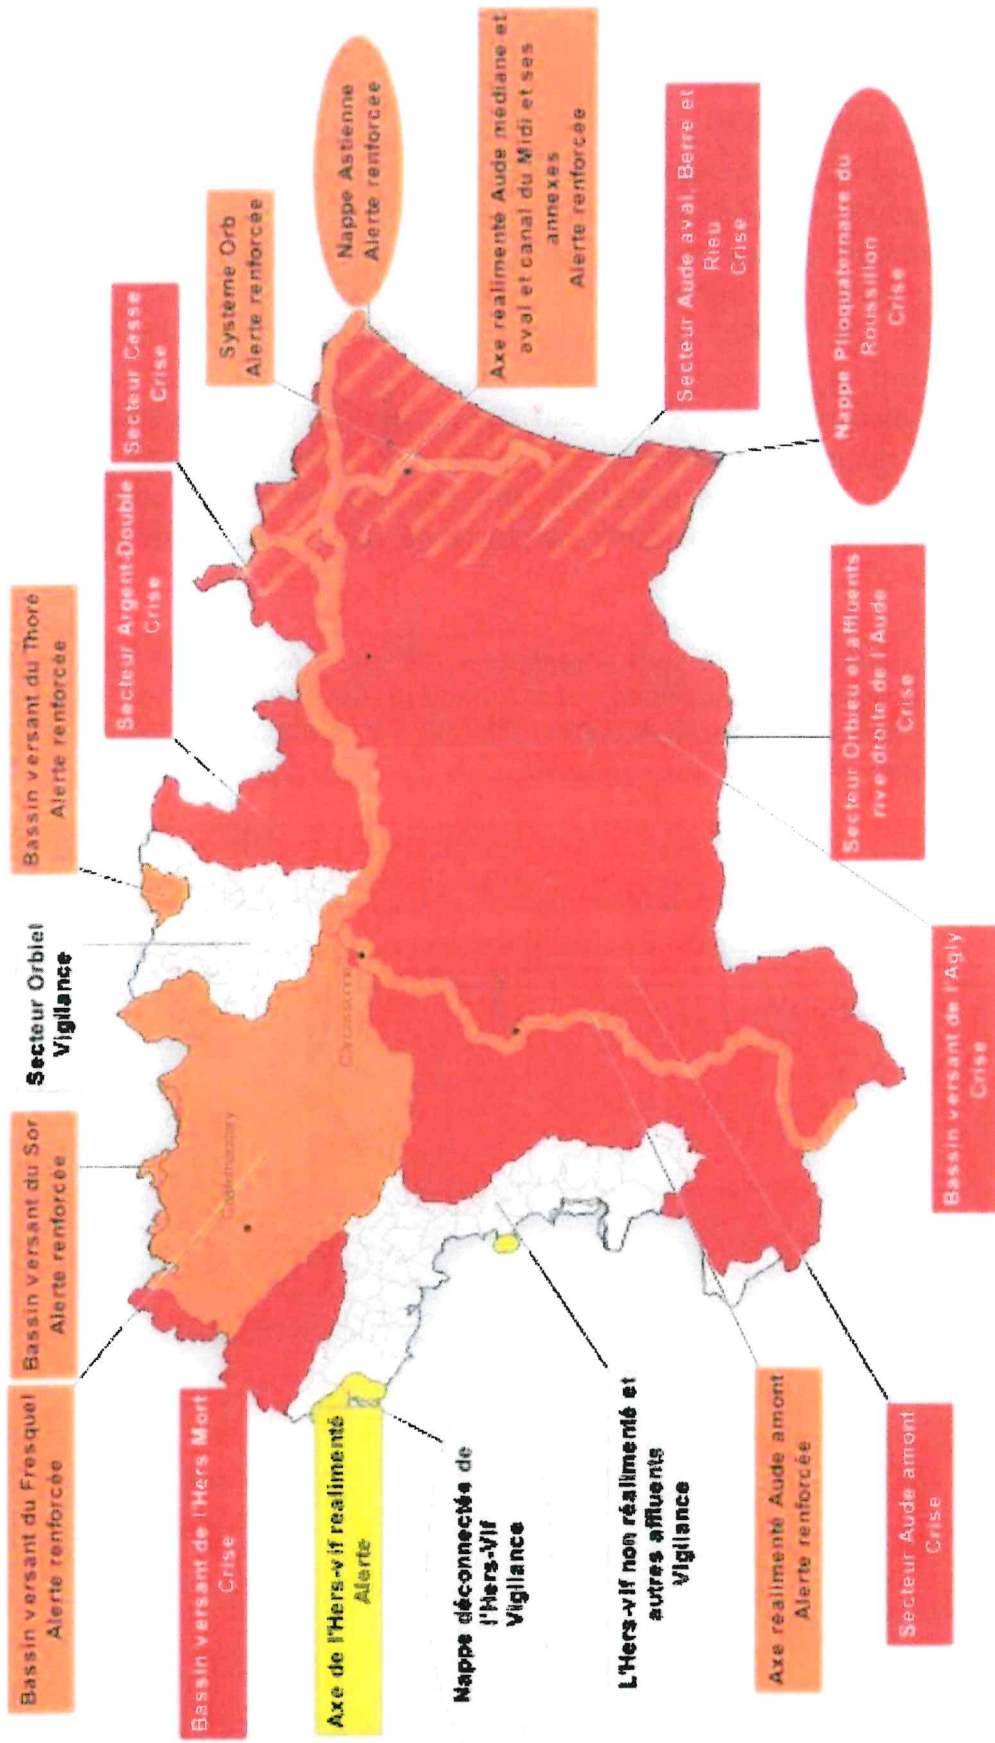 Bassin versant du Fresquel
Alerte renforcée
Bassin versant du Sor
Alerte renforcée
Secteur Orbiel
Vigilance
Bassin versant du Thoré
Alerte renforcée
Secteur Argent-Double
Crise
Secteur Cesse
Crise
Système Orb
Alerte renforcée
Nappe Astienne
Alerte renforcée
Axe réalimenté Aude médiane et
aval et canal du Midi et ses
annexes
Alerte renforcée
Secteur Aude aval, Berre et
Rieu
Crise
Nappe Plioquaternaire du
Roussillon
Crise
Secteur Orbieu et affluents
rive droite de l'Aude
Crise
Bassin versant de l'Agly
Crise
Secteur Aude amont
Crise
Axe réalimenté Aude amont
Alerte renforcée
L'Hers-vif non réalimenté et
autres affluents
Vigilance
Nappe déconnectée de
l'Hers-Vif
Vigilance
Axe de l'Hers-vif realimenté
Alerte
Bassin versant de l'Hers Mort
Crise
Castelnaudary
Carcassonne